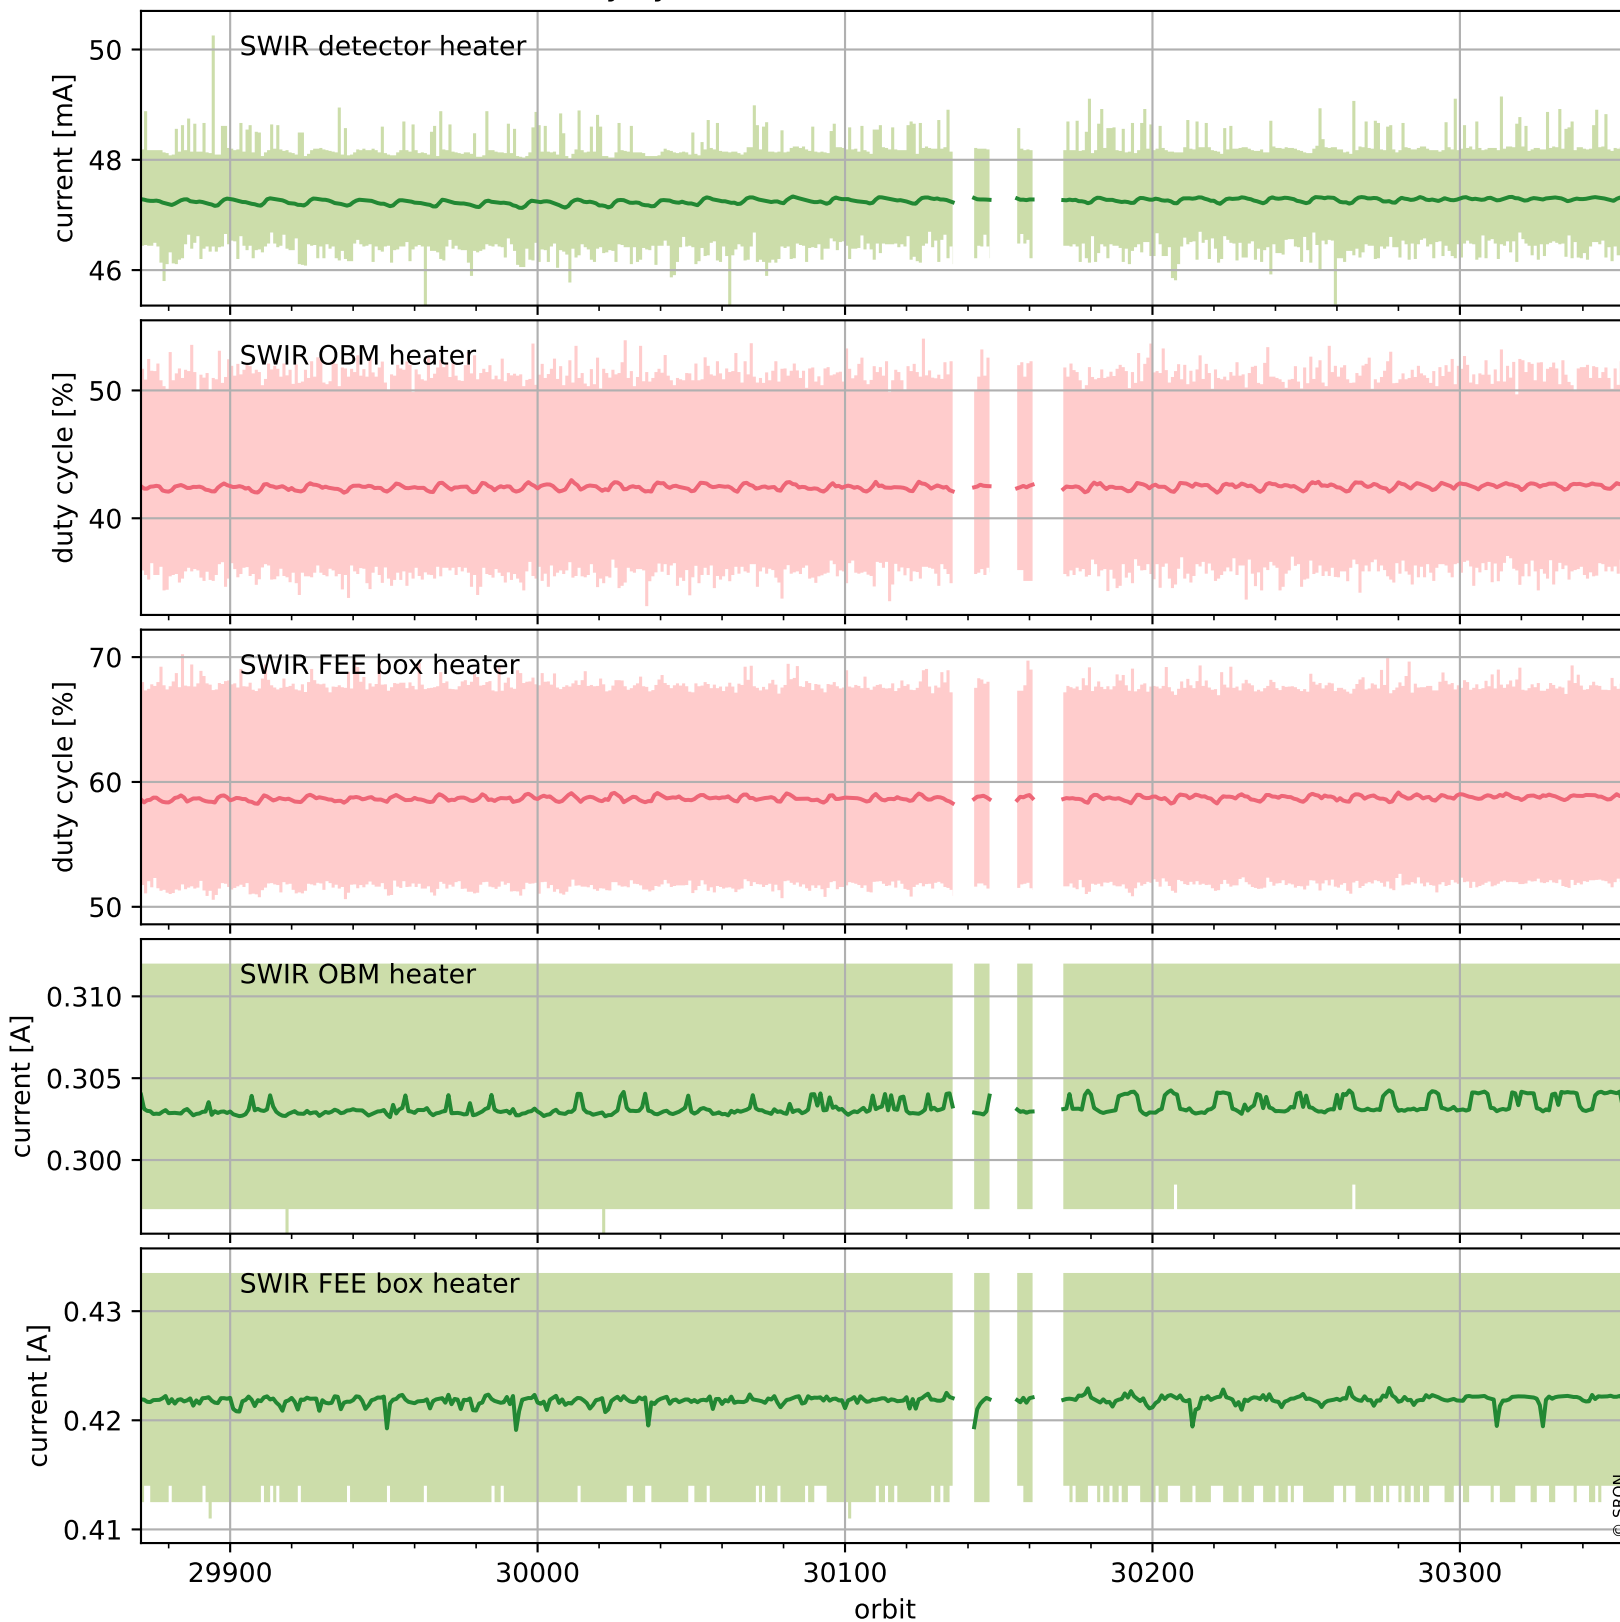 SWIR detector heater
current [mA]
50
48
46
SWIR OBM heater
duty cycle [%]
50
40
SWIR FEE box heater
duty cycle [%]
70
60
50
SWIR OBM heater
current [A]
0.310
0.305
0.300
SWIR FEE box heater
current [A]
0.43
0.42
0.41
© SRON
29900 30000 30100 30200 30300
orbit